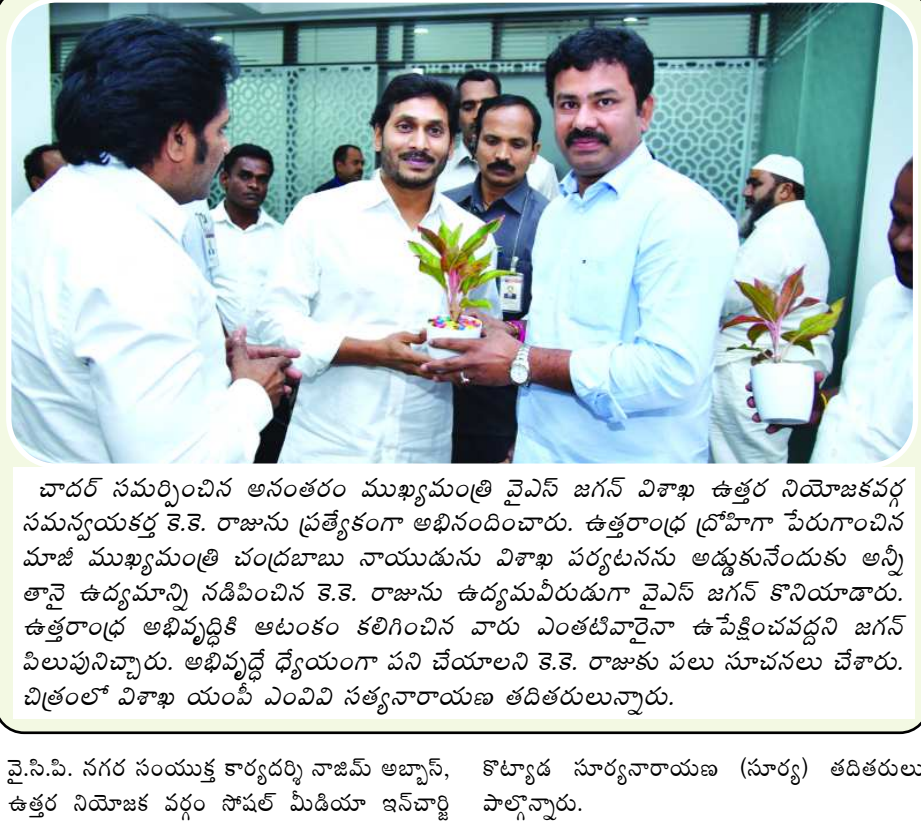 చాదర్ సమర్పించిన అనంతరం ముఖ్యమంత్రి వైఎస్ జగన్ విశాఖ ఉత్తర నియోజకవర్గ
సమన్వయకర్త కె.కె. రాజును ప్రత్యేకంగా అభినందించారు. ఉత్తరాంధ్ర ద్రోహిగా పేరుగాంచిన
మాజీ ముఖ్యమంత్రి చంద్రబాబు నాయుడును విశాఖ పర్యటనను అడ్డుకునేందుకు అన్నీ
తానై ఉద్యమాన్ని నడిపించిన కె.కె. రాజును ఉద్యమవీరుడుగా వైఎస్ జగన్ కొనియాడారు.
ఉత్తరాంధ్ర అభివృద్ధికి ఆటంకం కలిగించిన వారు ఎంతటివారైనా ఉపేక్షించవద్దని జగన్
పిలుపునిచ్చారు. అభివృద్ధే ధ్యేయంగా పని చేయాలని కె.కె. రాజుకు పలు సూచనలు చేశారు.
చిత్రంలో విశాఖ యంపీ ఎంవివి సత్యనారాయణ తదితరులున్నారు.
వై.సి.పి. నగర సంయుక్త కార్యదర్శి నాజిమ్ అబ్బాస్,
ఉత్తర నియోజక వర్గం సోషల్ మీడియా ఇన్‌చార్జి
కొట్యాడ సూర్యనారాయణ (సూర్య) తదితరులు
పాల్గొన్నారు.